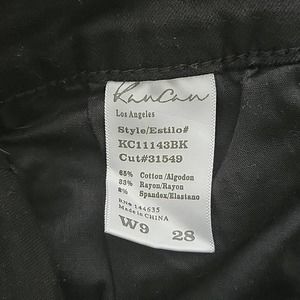 KanCan
Los Angeles
Style/Estilo#
KC11143BK
Cut#31549
65% Cotton/Algodon
33% Rayon/Rayon
2% Spandex/Elastano
RN# 144635
Made in CHINA
W9 28